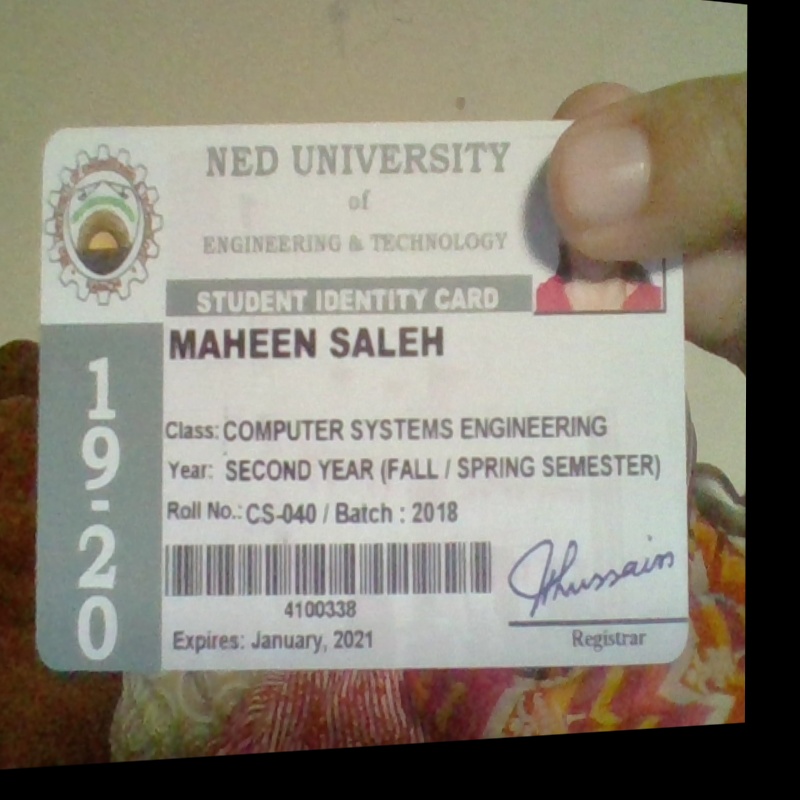 NED UNIVERSITY
of
ENGINEERING & TECHNOLOGY
STUDENT IDENTITY CARD
MAHEEN SALEH
Class: COMPUTER SYSTEMS ENGINEERING
Year: SECOND YEAR (FALL / SPRING SEMESTER)
Roll No.: CS-040 / Batch : 2018
4100338
Expires: January, 2021
19-20
Hussain
Registrar